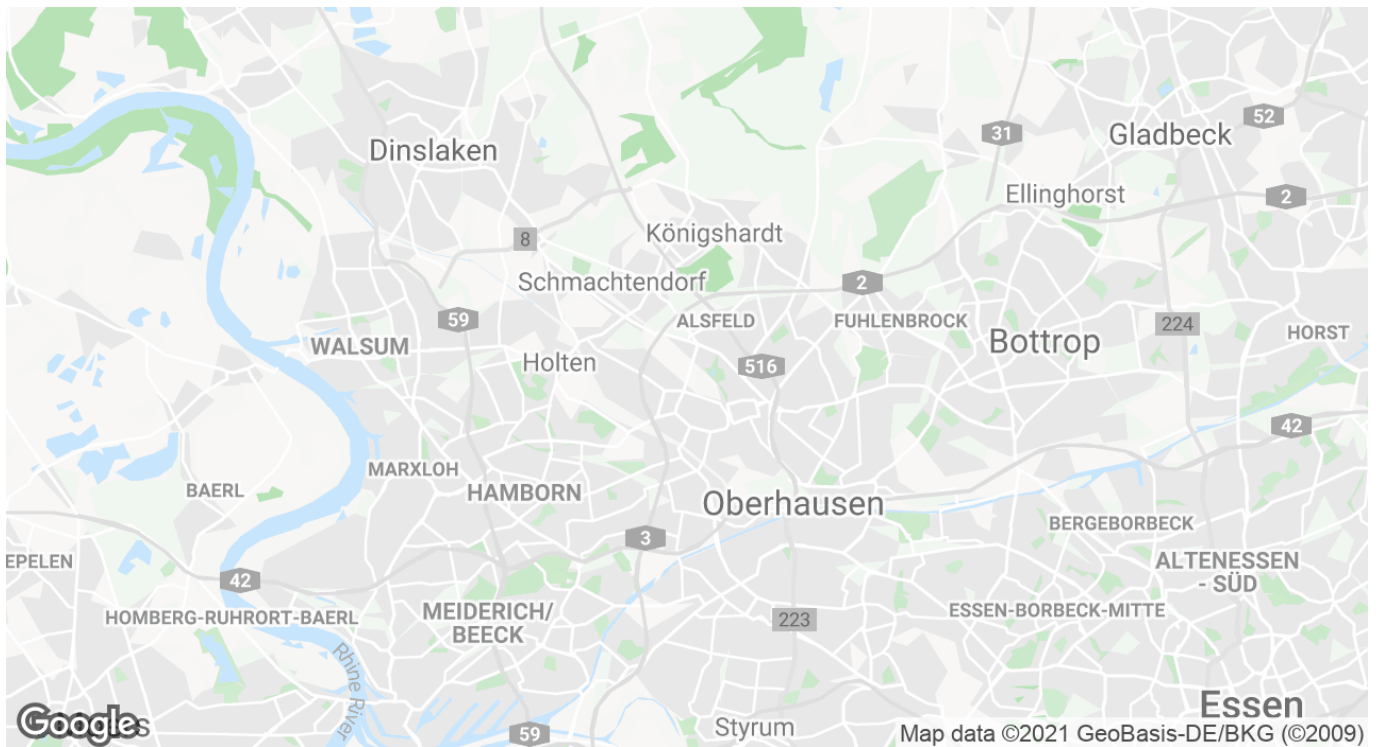 52
31
Gladbeck
Dinslaken
Ellinghorst
2
Königshardt
8
Schmachtendorf
2
59
ALSFELD
FUHLENBROCK
224
HORST
WALSUM
Bottrop
Holten
516
42
MARXLOH
BAERL
HAMBORN
Oberhausen
BERGEBORBECK
3
EPELEN
ALTENESSEN
- SÜD
42
HOMBERG-RUHRORT-BAERL
MEIDERICH/
BEECK
ESSEN-BORBECK-MITTE
223
Rhine River
Essen
Google
Styrum
59
Map data ©2021 GeoBasis-DE/BKG (©2009)